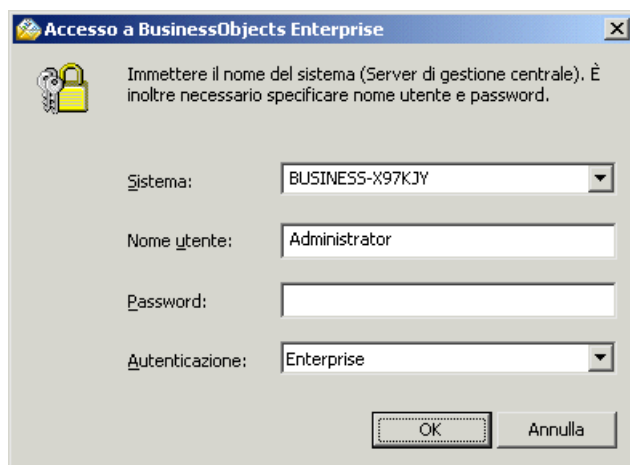 Accesso a BusinessObjects Enterprise
Immettere il nome del sistema (Server di gestione centrale). È
inoltre necessario specificare nome utente e password.
Sistema: BUSINESS-X97KJY
Nome utente: Administrator
Password:
Autenticazione: Enterprise
OK Annulla